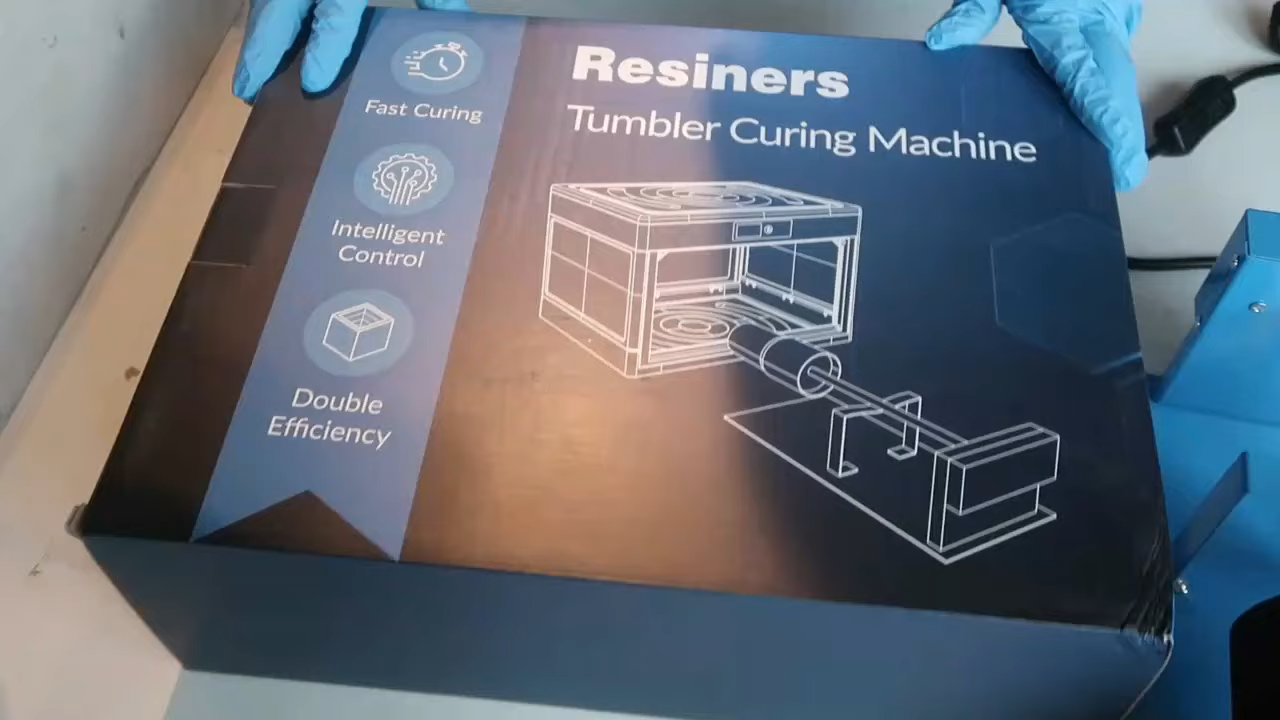 Resiners
Tumbler Curing Machine
Fast Curing
Intelligent
Control
Double
Efficiency